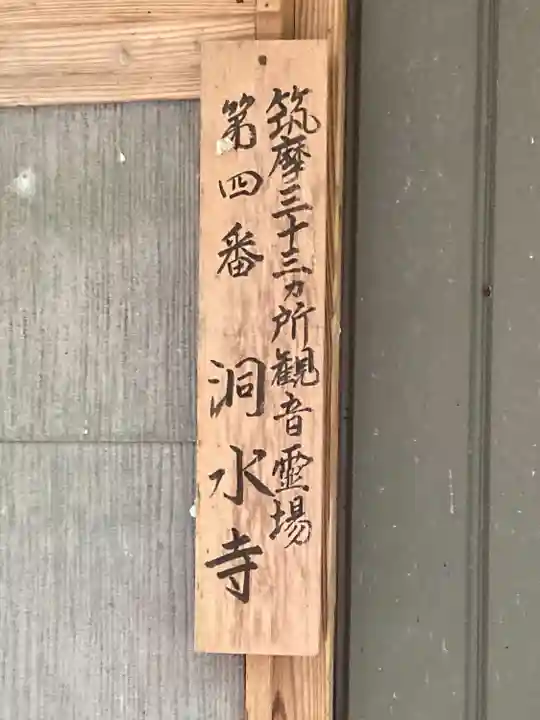 筑摩三十三ヵ所観音霊場
第四番 洞水寺